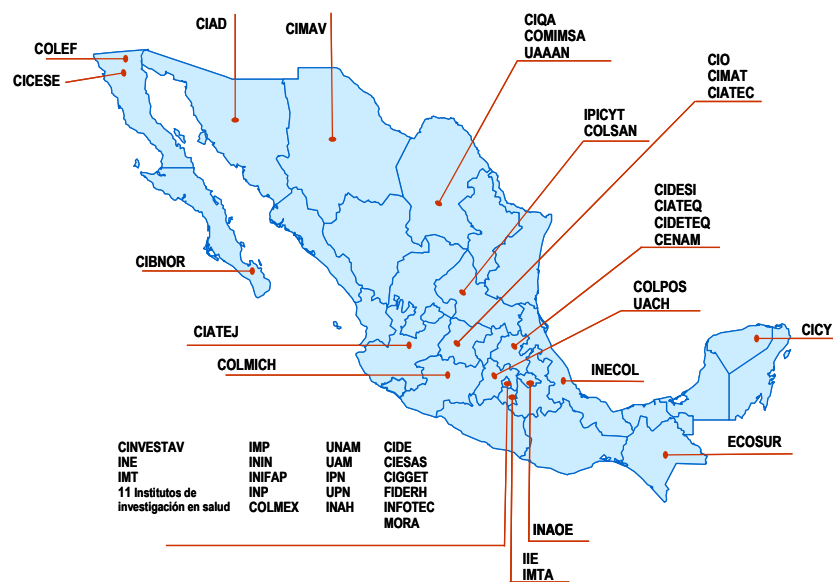 CIAD
CIMAV
CIQA
COMIMSA
UAAAN
COLEF
CICESE
CIO
CIMAT
CIATEC
IPICYT
COLSAN
CIDESI
CIATEQ
CIDETEQ
CENAM
CIBNOR
COLPOS
UACH
CIATEJ
CICY
COLMICH
INECOL
ECOSUR
CINVESTAV
INE
IMT
11 Institutos de
investigación en salud
IMP
ININ
INIFAP
INP
COLMEX
UNAM
UAM
IPN
UPN
INAH
CIDE
CIESAS
CIGGET
FIDERH
INFOTEC
MORA
INAOE
IIE
IMTA